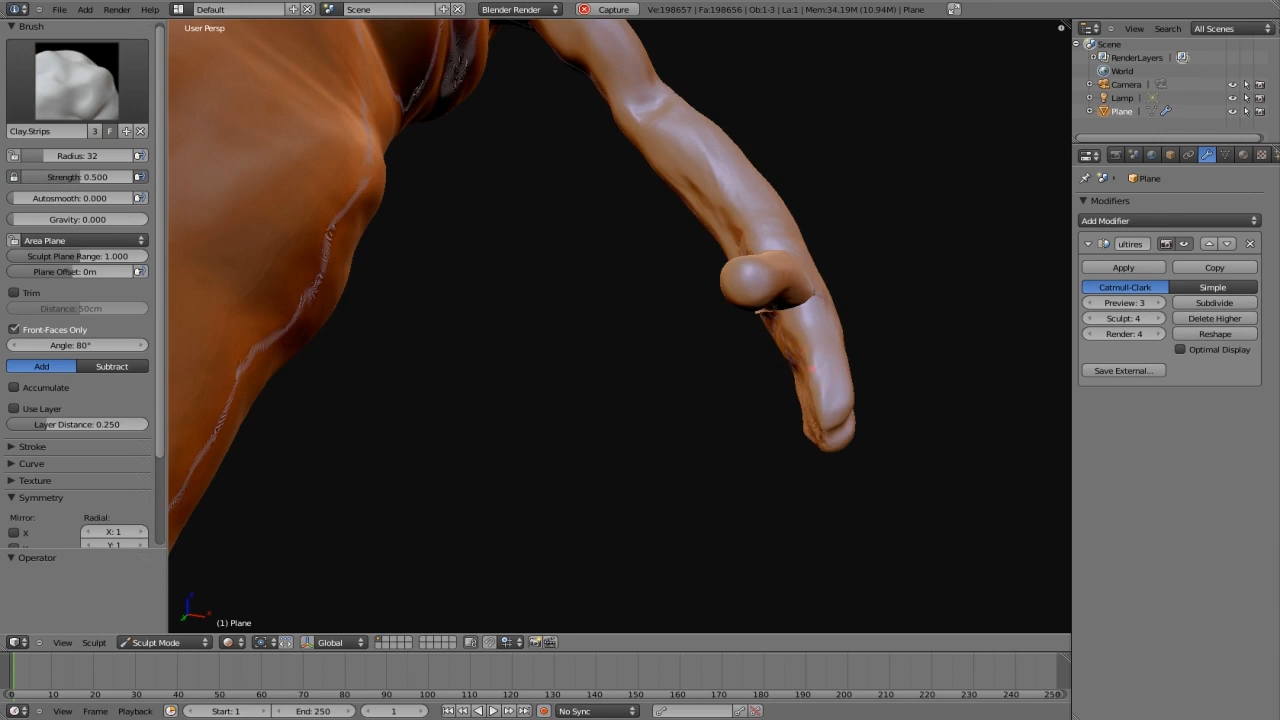 File Add Render Help Default Scene Blender Render Capture Ve:198657 | Fa:198656 | Ob:1-3 | La:1 | Mem:34.19M (10.94M) | Plane
Brush
Clay.Strips 3 F
Radius: 32
Strength: 0.500
Autosmooth: 0.000
Gravity: 0.000
Area Plane
Sculpt Plane Range: 1.000
Plane Offset: 0m
Trim
Distance: 50cm
Front-Faces Only
Angle: 80°
Add Subtract
Accumulate
Use Layer
Layer Distance: 0.250
Stroke
Curve
Texture
Symmetry
Mirror: Radial:
X X: 1
Y: 1
Operator
User Persp
(1) Plane
View Search All Scenes
Scene
RenderLayers
World
Camera
Lamp
Plane
Plane
Modifiers
Add Modifier
ultires
Apply Copy
Catmull-Clark Simple
Preview: 3 Subdivide
Sculpt: 4 Delete Higher
Render: 4 Reshape
Optimal Display
Save External...
View Sculpt Sculpt Mode Global
0 10 20 30 40 50 60 70 80 90 100 110 120 130 140 150 160 170 180 190 200 210 220 230 240 250
View Frame Playback Start: 1 End: 250 1 No Sync